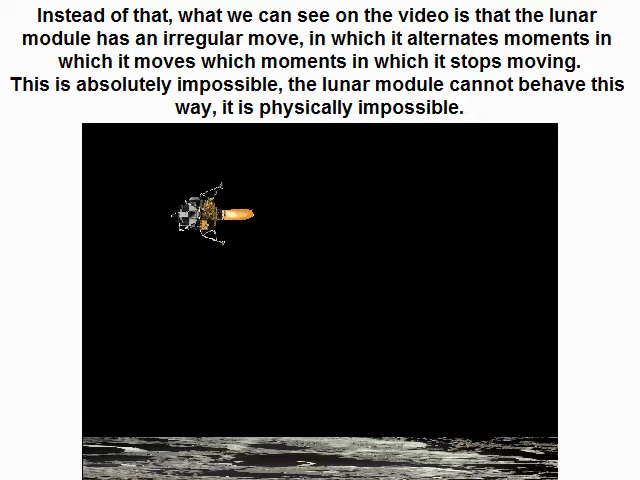 Instead of that, what we can see on the video is that the lunar
module has an irregular move, in which it alternates moments in
which it moves which moments in which it stops moving.
This is absolutely impossible, the lunar module cannot behave this
way, it is physically impossible.